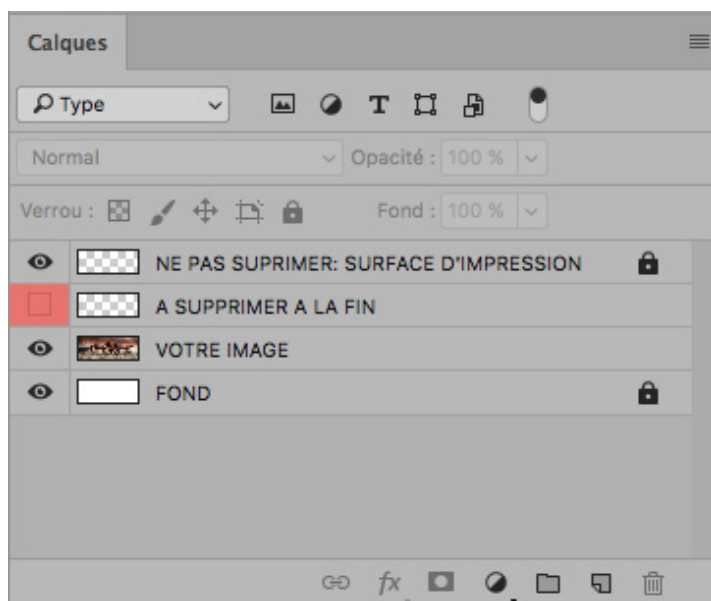 Calques
Type
Normal Opacité : 100 %
Verrou : Fond : 100 %
NE PAS SUPRIMER: SURFACE D'IMPRESSION
A SUPPRIMER A LA FIN
VOTRE IMAGE
FOND
fx